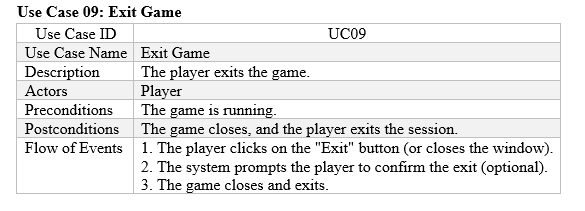 Use Case 09: Exit Game
Use Case ID UC09
Use Case Name Exit Game
Description The player exits the game.
Actors Player
Preconditions The game is running.
Postconditions The game closes, and the player exits the session.
Flow of Events 1. The player clicks on the "Exit" button (or closes the window).
2. The system prompts the player to confirm the exit (optional).
3. The game closes and exits.